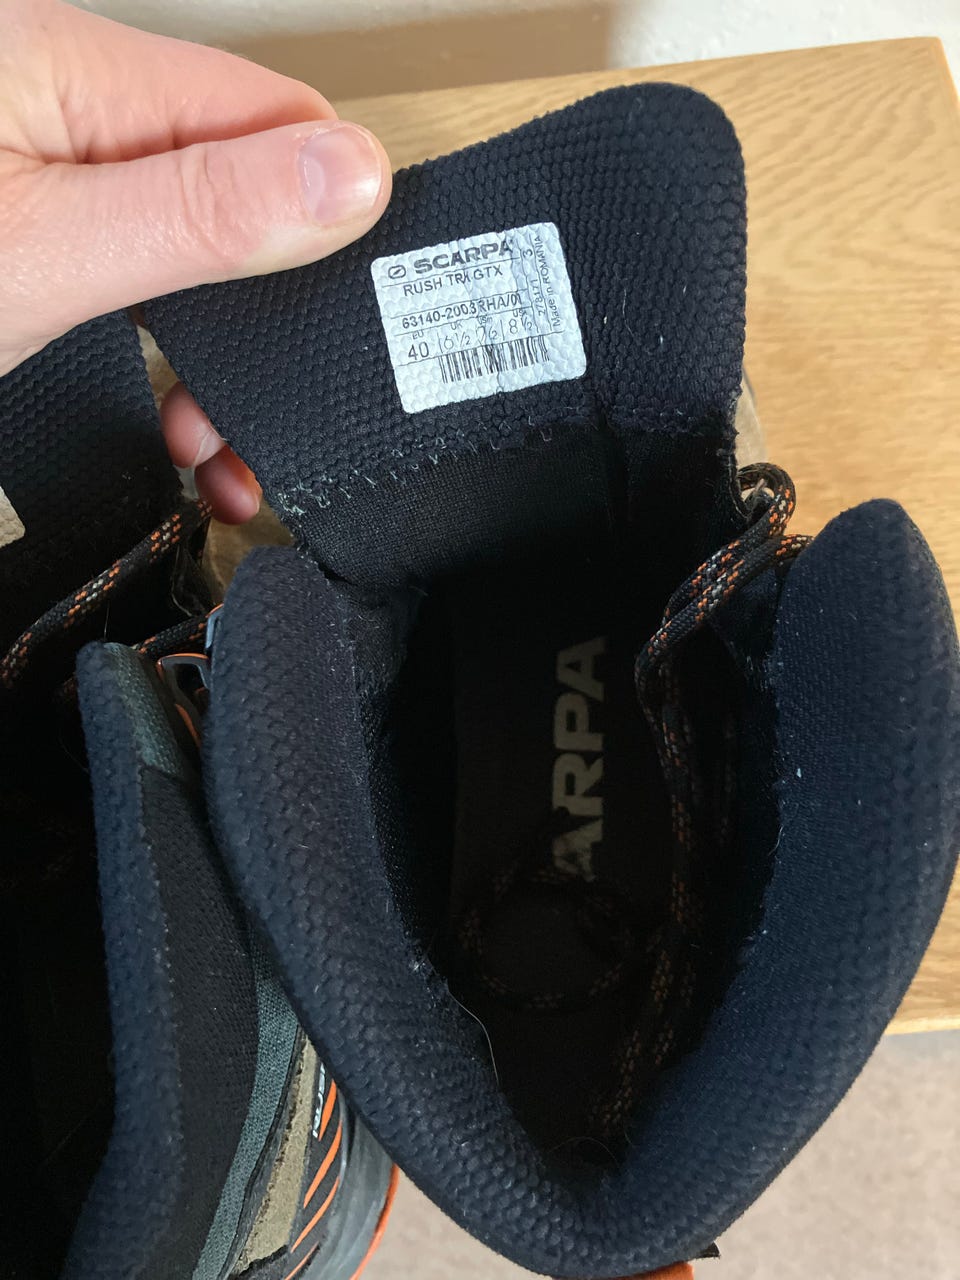 SCARPA
RUSH TRK GTX
63140-200
EU UK USm USw
40 6½ 7½ 8½
278171
Made in ROMANIA
ARPA